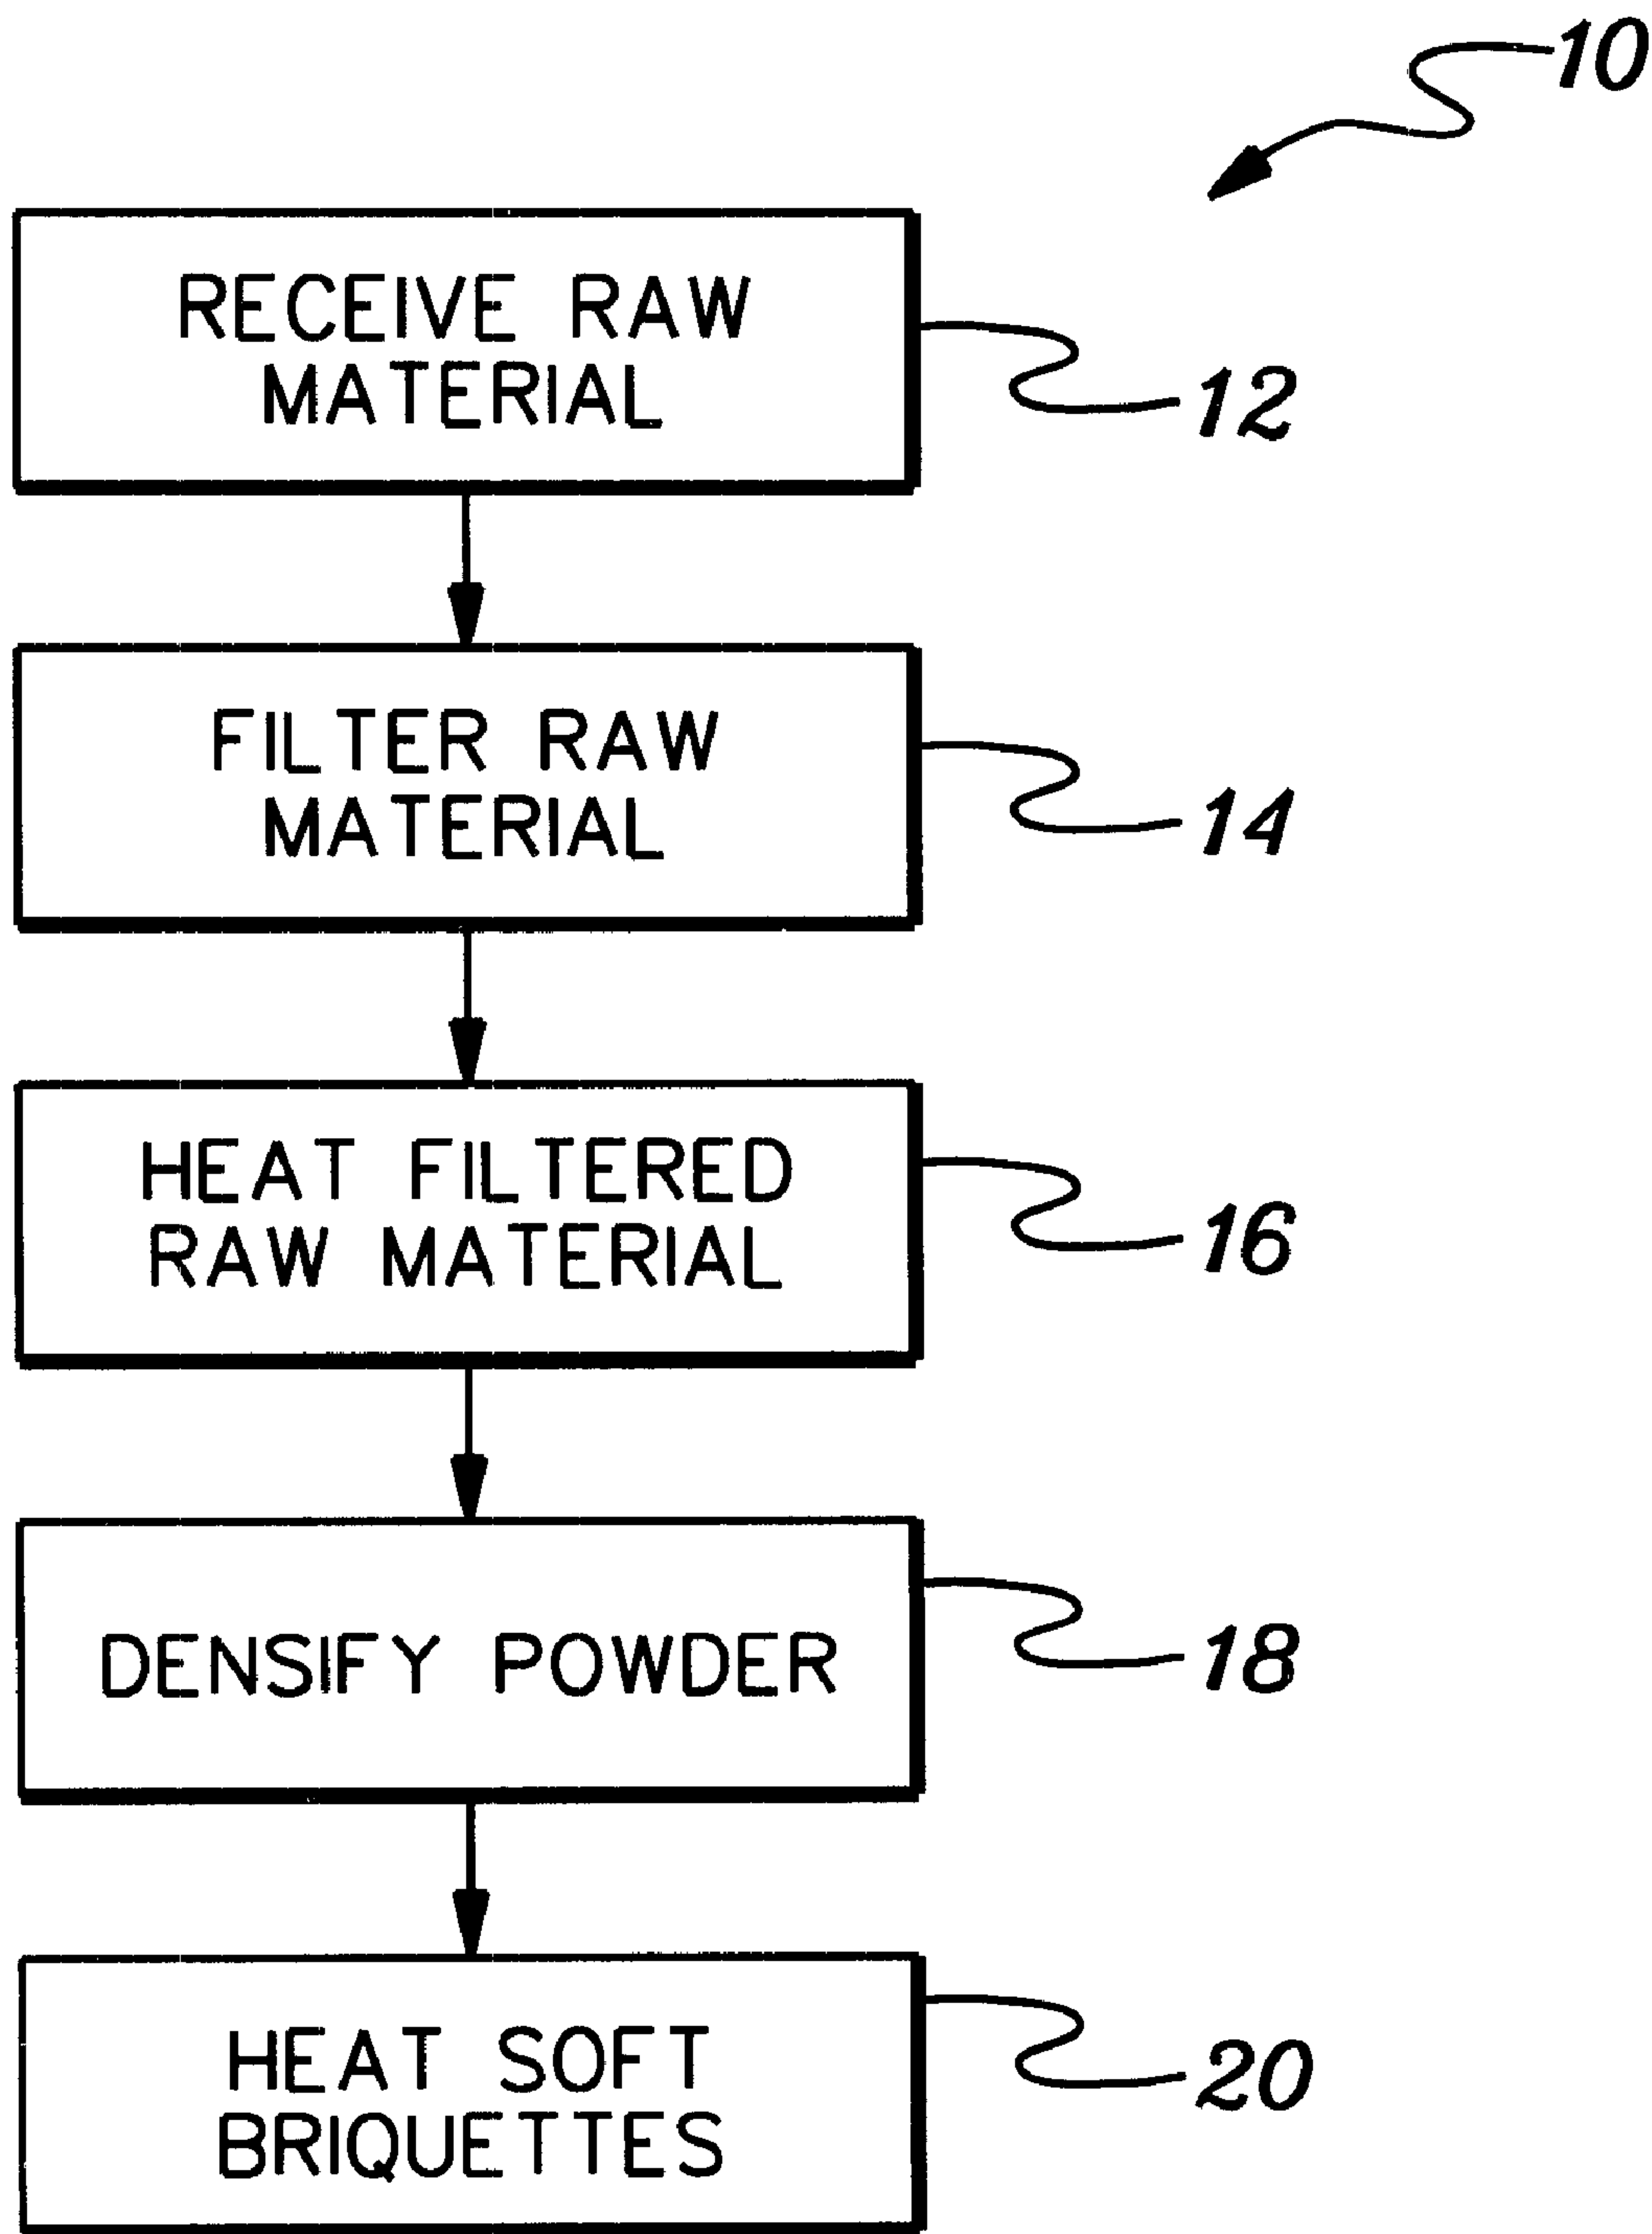 10
RECEIVE RAW
MATERIAL
12
FILTER RAW
MATERIAL
14
HEAT FILTERED
RAW MATERIAL
16
DENSIFY POWDER
18
HEAT SOFT
BRIQUETTES
20